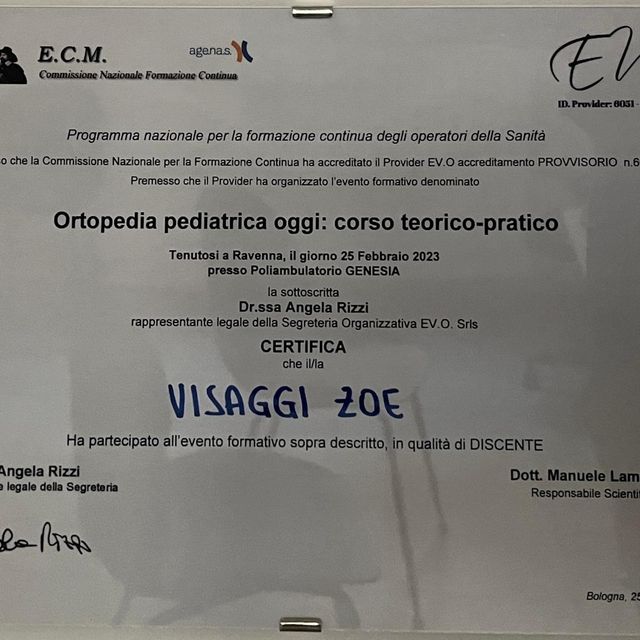 E.C.M.
Commissione Nazionale Formazione Continua
agenas.
EV
ID. Provider: 6051 -
Programma nazionale per la formazione continua degli operatori della Sanità
so che la Commissione Nazionale per la Formazione Continua ha accreditato il Provider EV.O accreditamento PROVVISORIO n.6
Premesso che il Provider ha organizzato l'evento formativo denominato
Ortopedia pediatrica oggi: corso teorico-pratico
Tenutosi a Ravenna, il giorno 25 Febbraio 2023
presso Poliambulatorio GENESIA
la sottoscritta
Dr.ssa Angela Rizzi
rappresentante legale della Segreteria Organizzativa EV.O. Srls
CERTIFICA
che il/la
VISAGGI ZOE
Ha partecipato all'evento formativo sopra descritto, in qualità di DISCENTE
Angela Rizzi
e legale della Segreteria
Dott. Manuele Lam
Responsabile Scientif
Rizzi
Bologna, 25